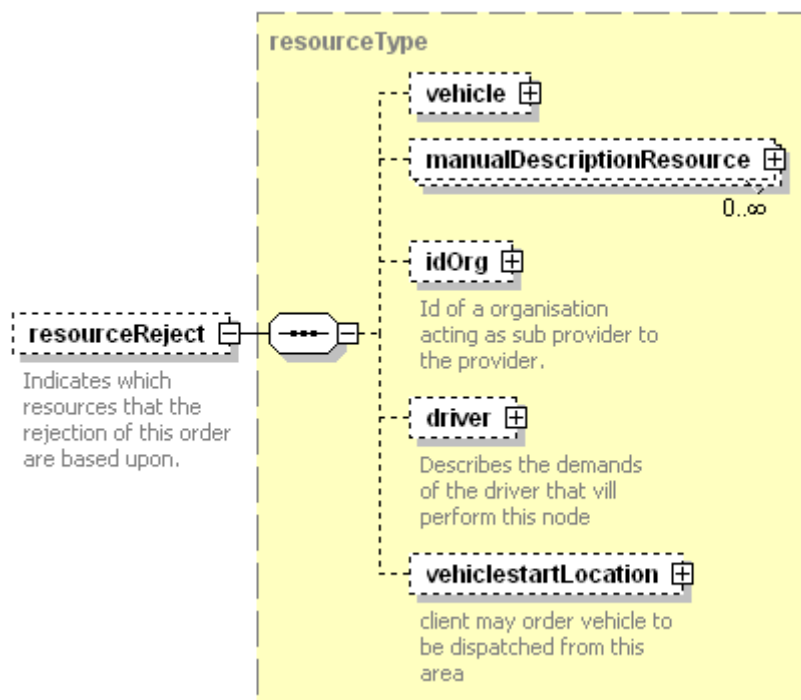 resourceType
vehicle
manualDescriptionResource
0..∞
idOrg
Id of a organisation
acting as sub provider to
the provider.
resourceReject
Indicates which
resources that the
rejection of this order
are based upon.
driver
Describes the demands
of the driver that vill
perform this node
vehiclestartLocation
client may order vehicle to
be dispatched from this
area